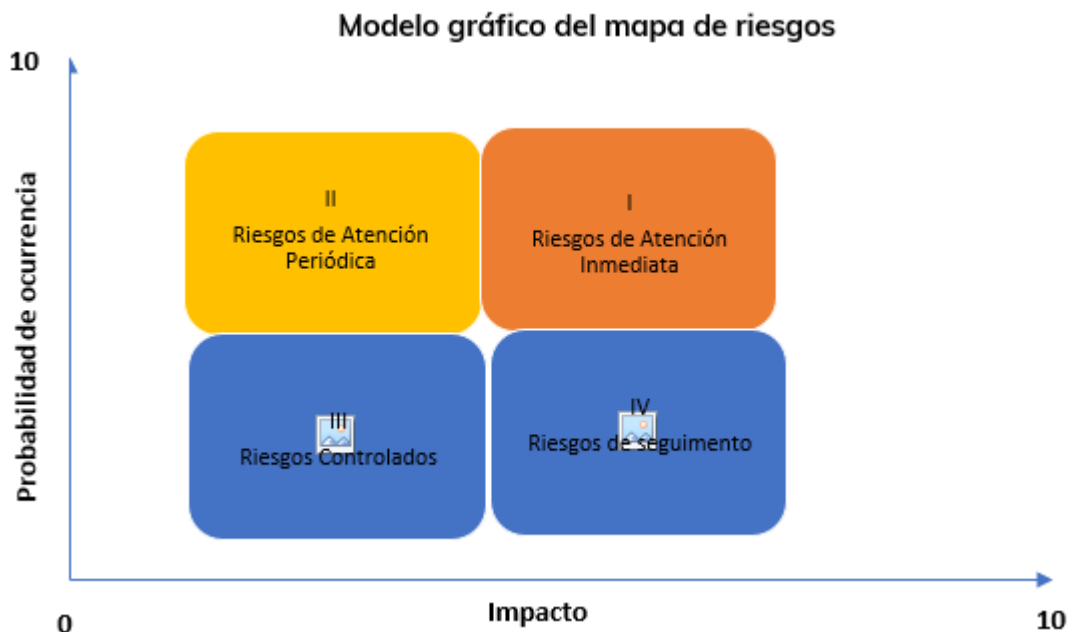 Modelo gráfico del mapa de riesgos
10
Probabilidad de ocurrencia
II
Riesgos de Atención
Periódica
I
Riesgos de Atención
Inmediata
III
Riesgos Controlados
IV
Riesgos de seguimento
0
Impacto
10